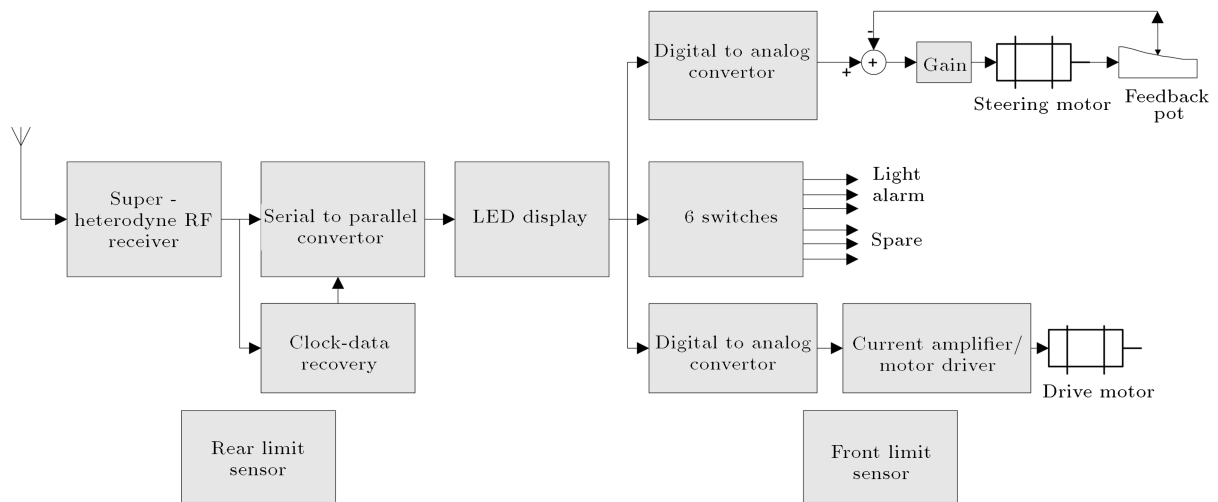 Digital to analog
convertor
-
+
+
Gain
Steering motor
Feedback
pot
Super -
heterodyne RF
receiver
Serial to parallel
convertor
LED display
6 switches
Light
alarm
Spare
Clock-data
recovery
Digital to analog
convertor
Current amplifier/
motor driver
Drive motor
Rear limit
sensor
Front limit
sensor